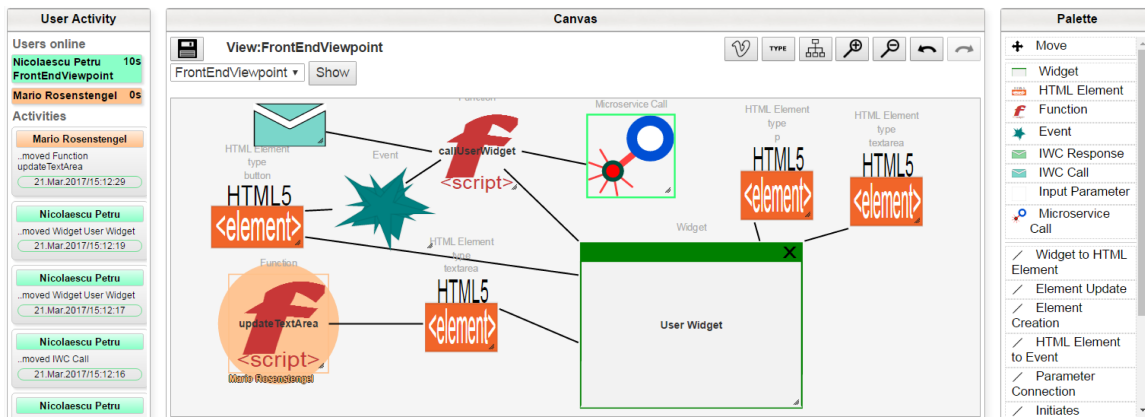 User Activity
Users online
Nicolaescu Petru 10s
FrontEndViewpoint
Mario Rosenstengel 0s
Activities
Mario Rosenstengel
..moved Function
updateTextArea
21.Mar.2017/15:12:29
Nicolaescu Petru
..moved Widget User Widget
21.Mar.2017/15:12:19
Nicolaescu Petru
..moved Widget User Widget
21.Mar.2017/15:12:17
Nicolaescu Petru
..moved IWC Call
21.Mar.2017/15:12:16
Nicolaescu Petru
Canvas
View:FrontEndViewpoint
FrontEndViewpoint
Show
TYPE
Function
callUserWidget
<script>
Microservice Call
HTML Element
type
p
HTML5
<element>
HTML Element
type
textarea
HTML5
<element>
HTML Element
type
button
HTML5
<element>
Event
HTML Element
type
textarea
HTML5
<element>
Function
updateTextArea
<script>
Mario Rosenstengel
Widget
X
User Widget
Palette
Move
Widget
HTML Element
Function
Event
IWC Response
IWC Call
Input Parameter
Microservice
Call
Widget to HTML
Element
Element Update
Element
Creation
HTML Element
to Event
Parameter
Connection
Initiates